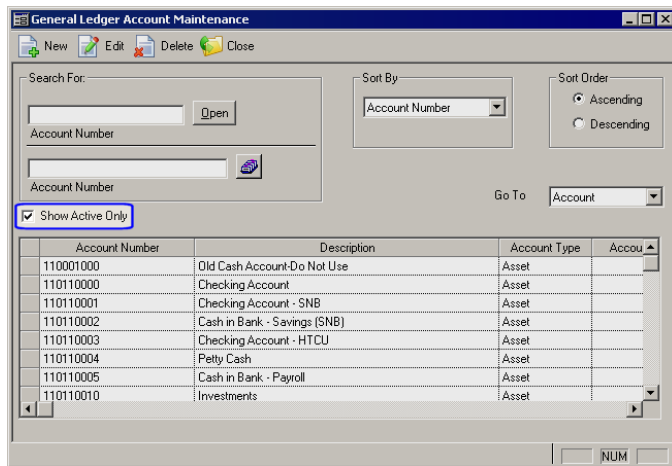 General Ledger Account Maintenance
New Edit Delete Close
Search For:
Open
Account Number
Account Number
Sort By
Account Number
Sort Order
Ascending
Descending
Go To Account
Show Active Only
Account Number Description Account Type Accou
110001000 Old Cash Account-Do Not Use Asset
110110000 Checking Account Asset
110110001 Checking Account - SNB Asset
110110002 Cash in Bank - Savings (SNB) Asset
110110003 Checking Account - HTCU Asset
110110004 Petty Cash Asset
110110005 Cash in Bank - Payroll Asset
110110010 Investments Asset
NUM